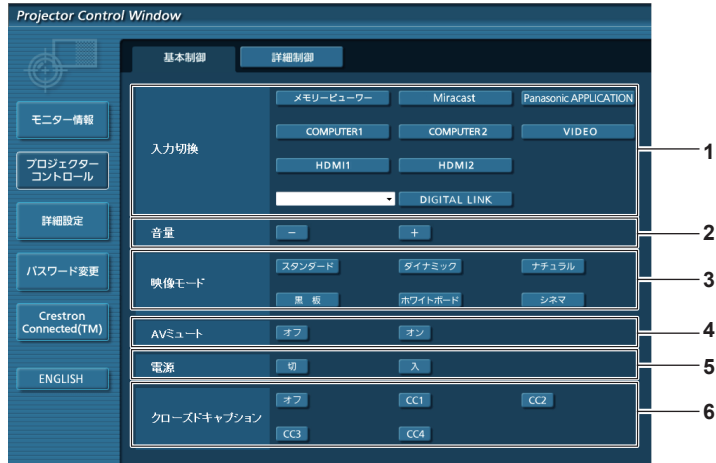 Projector Control Window
基本制御
詳細制御
モニター情報
プロジェクター
コントロール
詳細設定
パスワード変更
Crestron
Connected(TM)
ENGLISH
入力切換
メモリービューワー
Miracast
Panasonic APPLICATION
COMPUTER1
COMPUTER2
VIDEO
HDMI1
HDMI2
DIGITAL LINK
1
音量
−
+
2
映像モード
スタンダード
ダイナミック
ナチュラル
黒 板
ホワイトボード
シネマ
3
AVミュート
オフ
オン
4
電源
切
入
5
クローズドキャプション
オフ
CC1
CC2
CC3
CC4
6